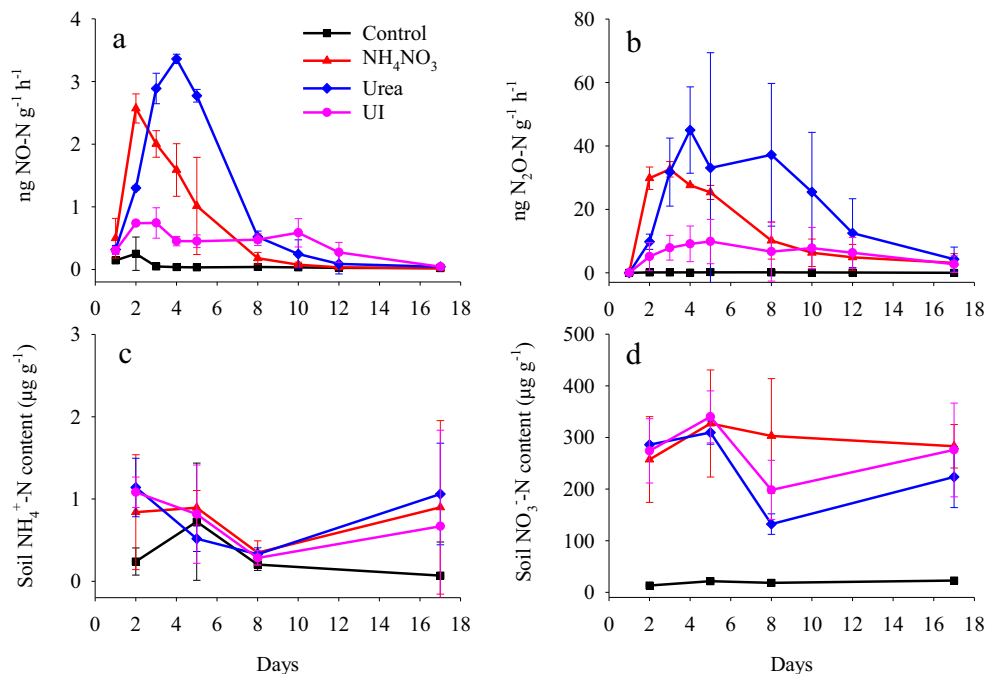 a
Control
NH₄NO₃
Urea
UI
ng NO-N g⁻¹ h⁻¹
4
3
2
1
0
0 2 4 6 8 10 12 14 16 18
b
ng N₂O-N g⁻¹ h⁻¹
80
60
40
20
0
0 2 4 6 8 10 12 14 16 18
c
Soil NH₄⁺-N content (µg g⁻¹)
3
2
1
0
0 2 4 6 8 10 12 14 16 18
Days
d
Soil NO₃⁻-N content (µg g⁻¹)
500
400
300
200
100
0
0 2 4 6 8 10 12 14 16 18
Days